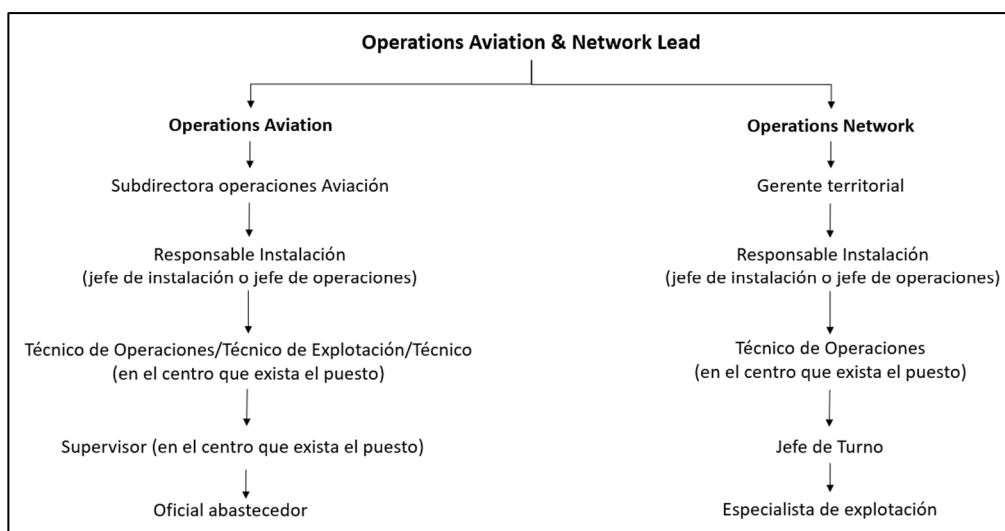 Operations Aviation & Network Lead
Operations Aviation
Subdirectora operaciones Aviación
Responsable Instalación
(jefe de instalación o jefe de operaciones)
Técnico de Operaciones/Técnico de Explotación/Técnico
(en el centro que exista el puesto)
Supervisor (en el centro que exista el puesto)
Oficial abastecedor
Operations Network
Gerente territorial
Responsable Instalación
(jefe de instalación o jefe de operaciones)
Técnico de Operaciones
(en el centro que exista el puesto)
Jefe de Turno
Especialista de explotación